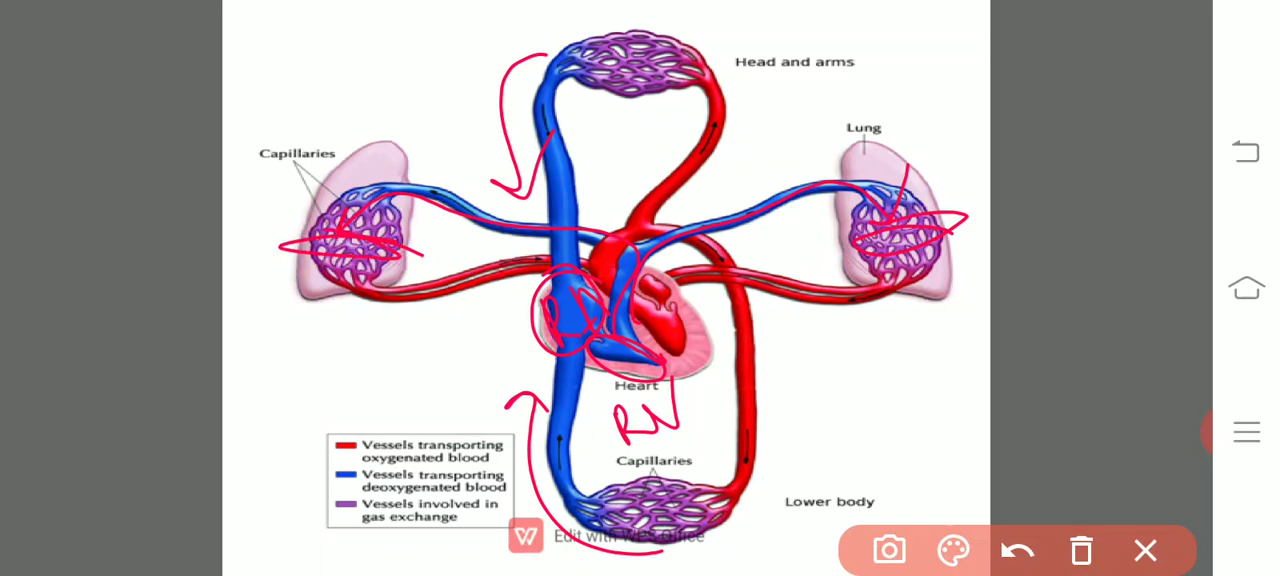 Head and arms
Lung
Capillaries
RA
Heart
RV
Capillaries
Vessels transporting
oxygenated blood
Vessels transporting
deoxygenated blood
Vessels involved in
gas exchange
Lower body
Edit with WPS Office